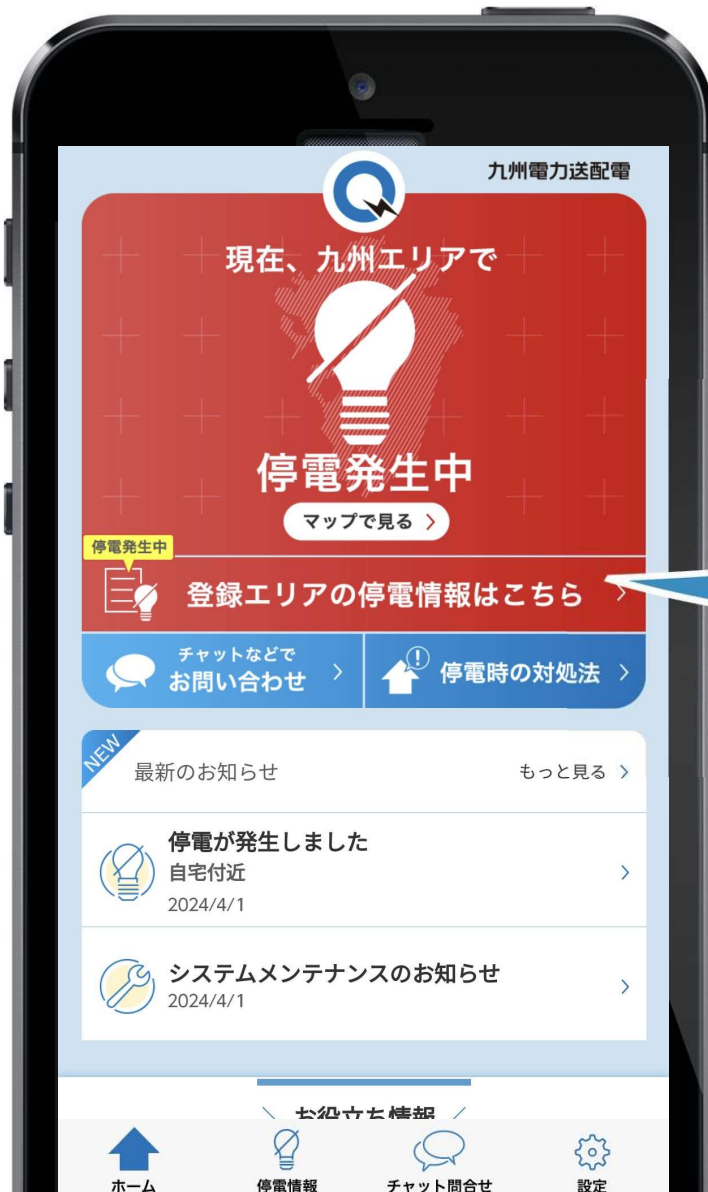 九州電力送配電
現在、九州エリアで
停電発生中
マップで見る
停電発生中
登録エリアの停電情報はこちら
チャットなどで
お問い合わせ
停電時の対処法
NEW
最新のお知らせ
もっと見る
停電が発生しました
自宅付近
2024/4/1
システムメンテナンスのお知らせ
2024/4/1
お役立ち情報
ホーム
停電情報
チャット問合せ
設定